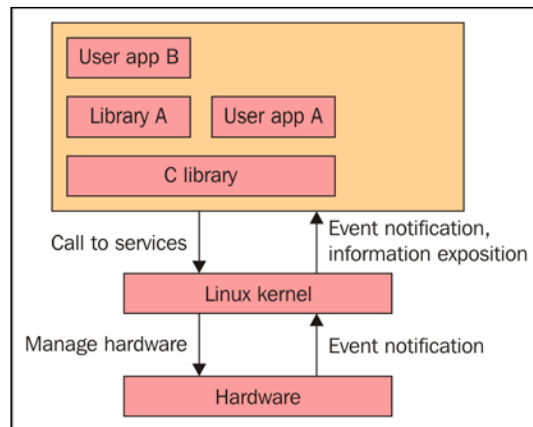 User app B
Library A
User app A
C library
Call to services
Event notification,
information exposition
Linux kernel
Manage hardware
Event notification
Hardware